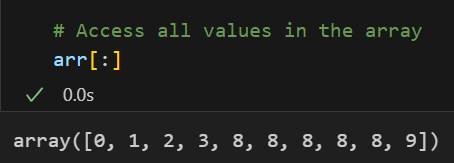 # Access all values in the array
arr[:]
0.0s
array([0, 1, 2, 3, 8, 8, 8, 8, 8, 9])